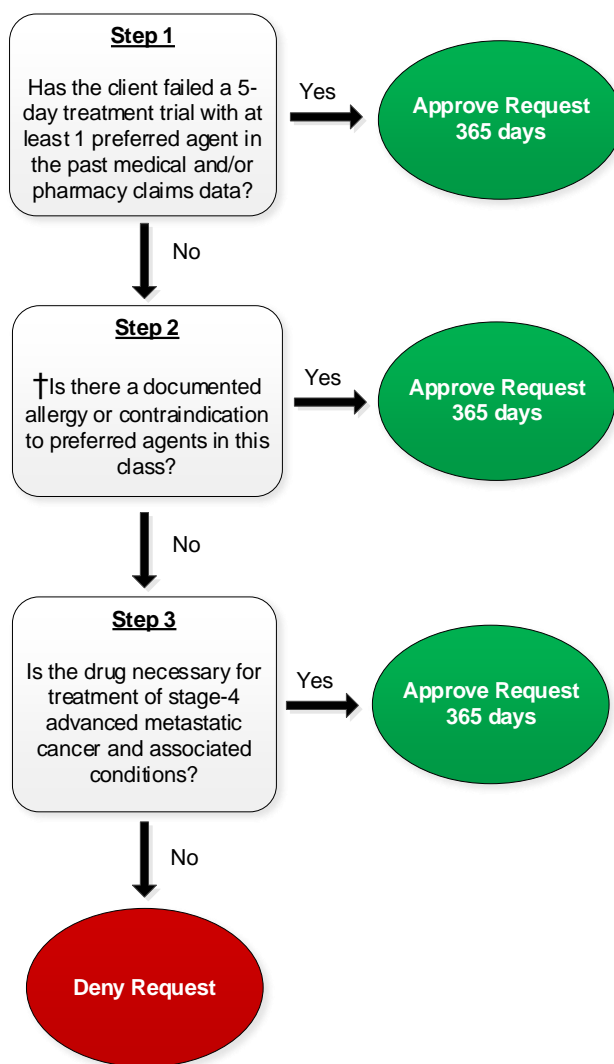 Step 1
Has the client failed a 5-
day treatment trial with at
least 1 preferred agent in
the past medical and/or
pharmacy claims data?
Yes
Approve Request
365 days
No
Step 2
†Is there a documented
allergy or contraindication
to preferred agents in this
class?
Yes
Approve Request
365 days
No
Step 3
Is the drug necessary for
treatment of stage-4
advanced metastatic
cancer and associated
conditions?
Yes
Approve Request
365 days
No
Deny Request